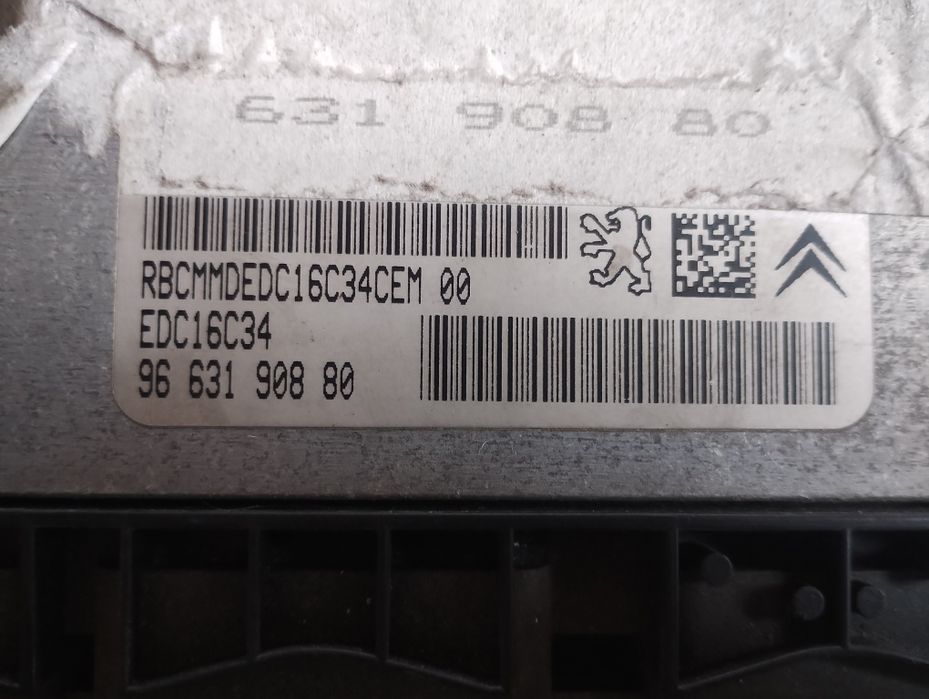 631 908 80
RBCMMDEDC16C34CEM 00
EDC16C34
96 631 908 80